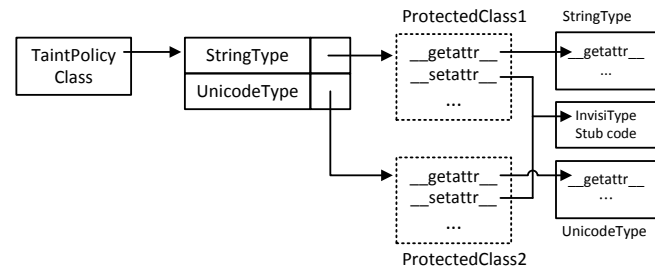 TaintPolicy
Class
StringType
UnicodeType
ProtectedClass1
__getattr__
__setattr__
...
__getattr__
__setattr__
...
ProtectedClass2
StringType
__getattr__
...
InvisiType
Stub code
__getattr__
...
UnicodeType